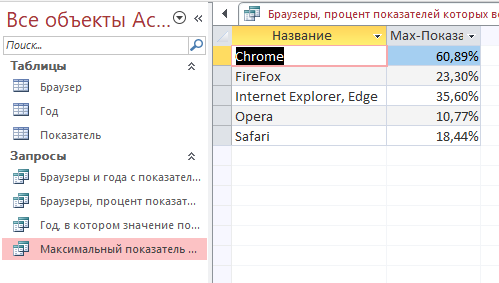 Все объекты Ac...
Поиск...
Таблицы
Браузер
Год
Показатель
Запросы
Браузеры и года с показател...
Браузеры, процент показат...
Год, в котором значение по...
Максимальный показатель ...
Браузеры, процент показателей которых
Название Max-Показа
Chrome 60,89%
FireFox 23,30%
Internet Explorer, Edge 35,60%
Opera 10,77%
Safari 18,44%